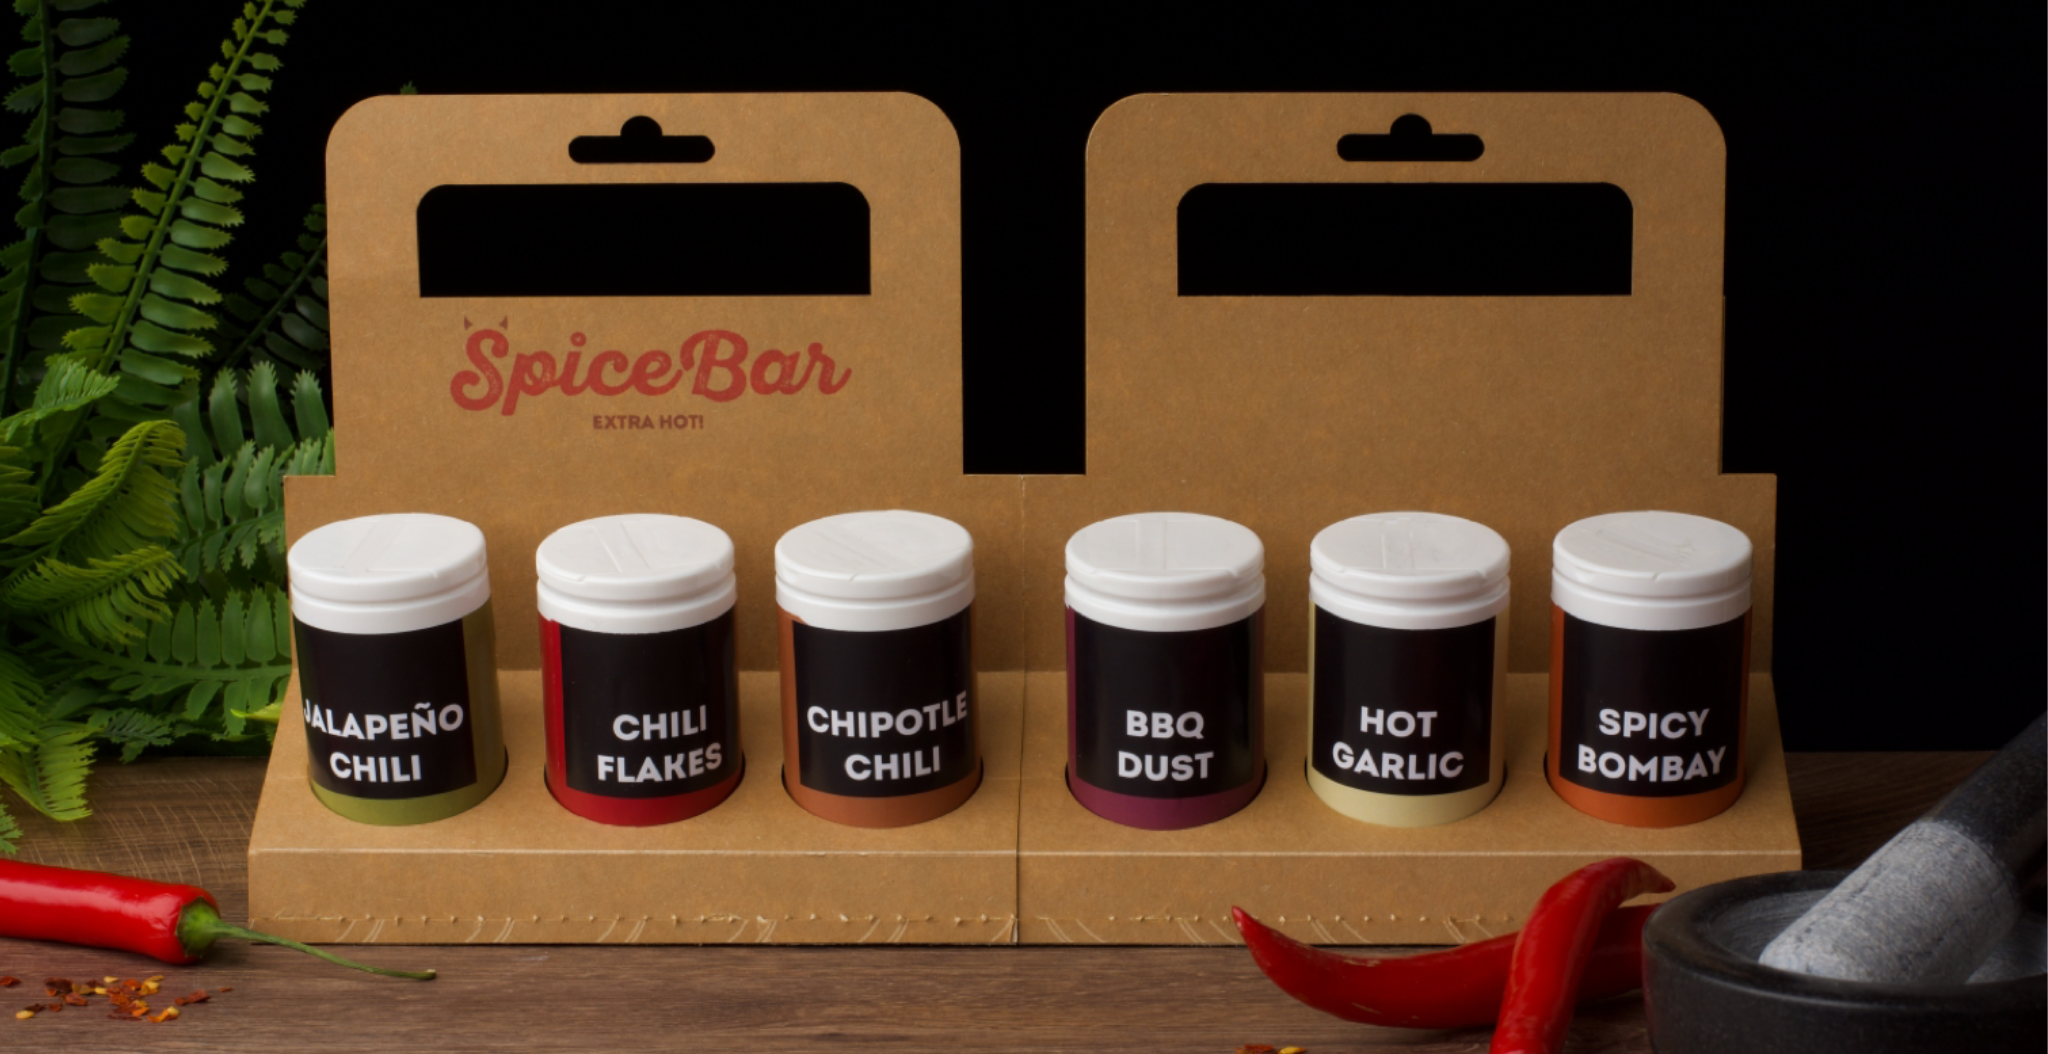 SpiceBar
EXTRA HOT!
JALAPEÑO
CHILI
CHILI
FLAKES
CHIPOTLE
CHILI
BBQ
DUST
HOT
GARLIC
SPICY
BOMBAY